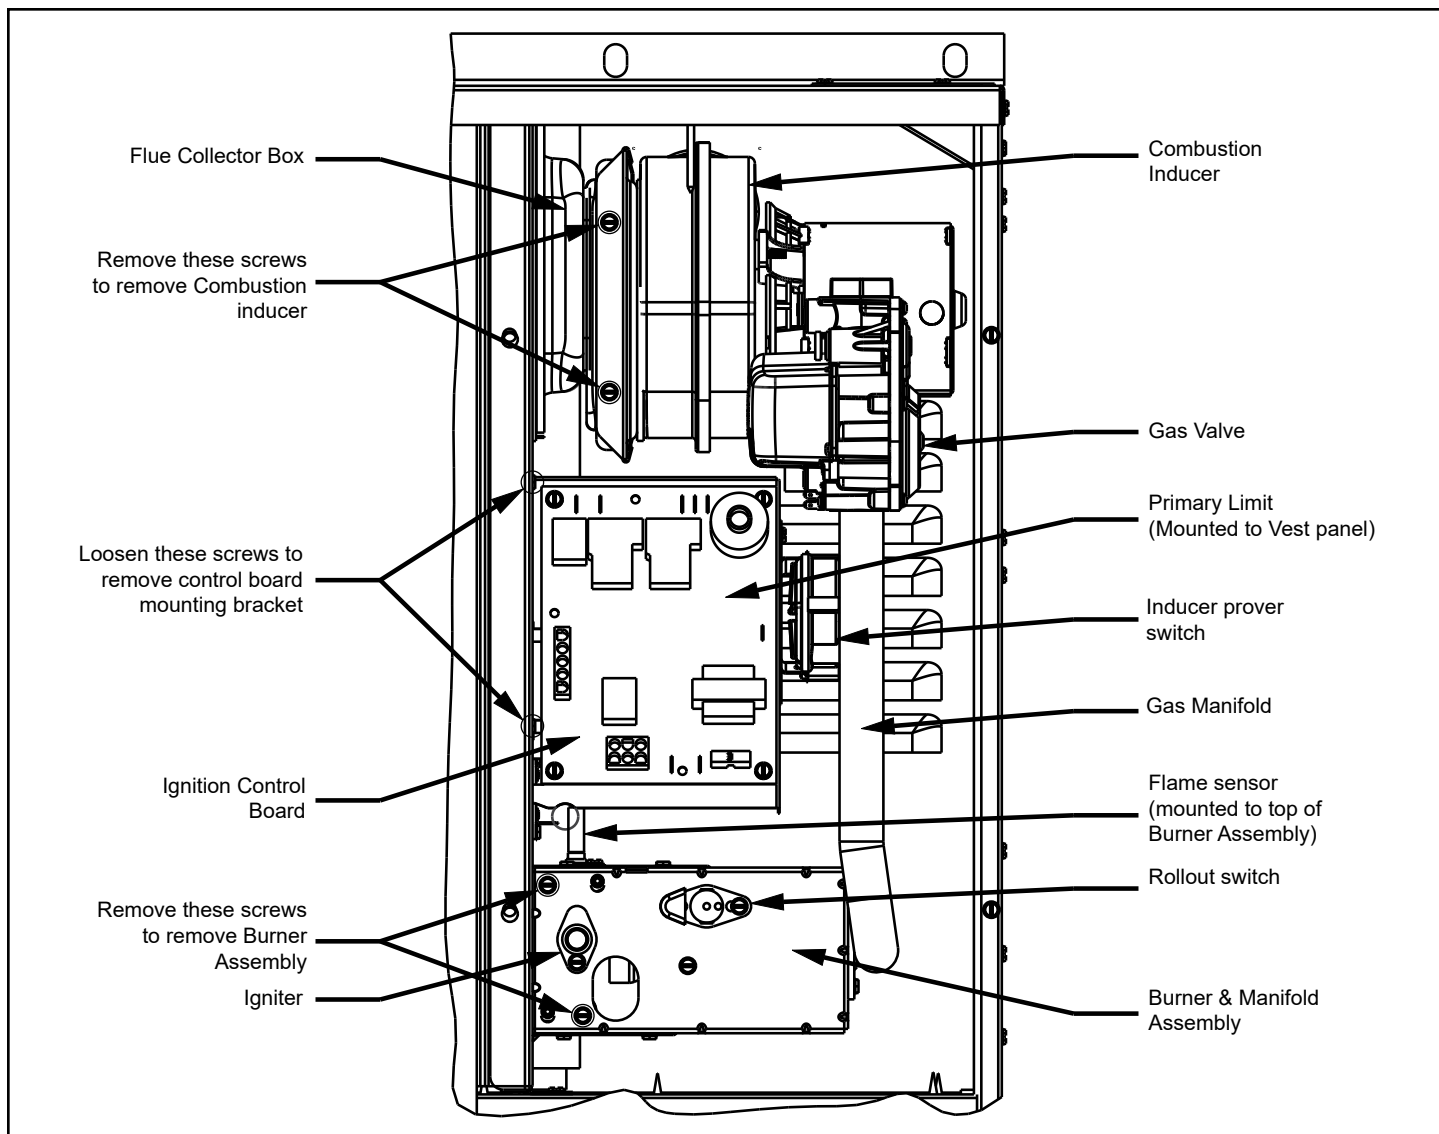 Flue Collector Box
Remove these screws
to remove Combustion
inducer
Loosen these screws to
remove control board
mounting bracket
Ignition Control
Board
Remove these screws
to remove Burner
Assembly
Igniter
Combustion
Inducer
Gas Valve
Primary Limit
(Mounted to Vest panel)
Inducer prover
switch
Gas Manifold
Flame sensor
(mounted to top of
Burner Assembly)
Rollout switch
Burner & Manifold
Assembly